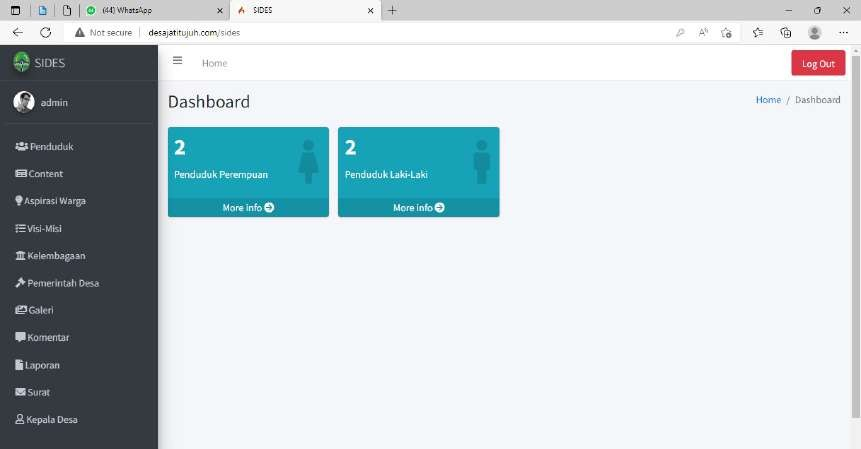 (44) WhatsApp
SIDES
Not secure
desajatitujuh.com/sides
SIDES
Home
Log Out
admin
Dashboard
Home / Dashboard
2
Penduduk Perempuan
More info
2
Penduduk Laki-Laki
More info
Penduduk
Content
Aspirasi Warga
Visi-Misi
Kelembagaan
Pemerintah Desa
Galeri
Komentar
Laporan
Surat
Kepala Desa